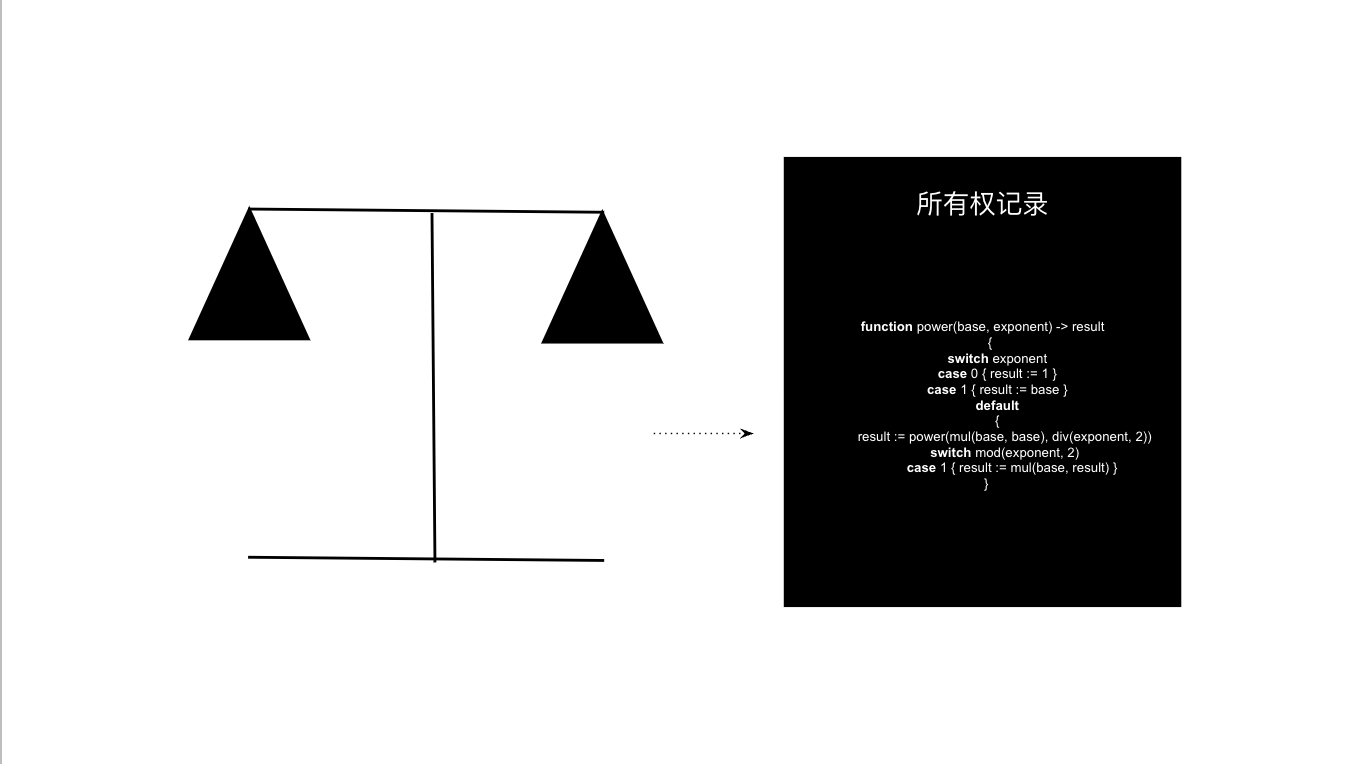 所有权记录
function power(base, exponent) -> result
{
switch exponent
case 0 { result := 1 }
case 1 { result := base }
default
{
result := power(mul(base, base), div(exponent, 2))
switch mod(exponent, 2)
case 1 { result := mul(base, result) }
}